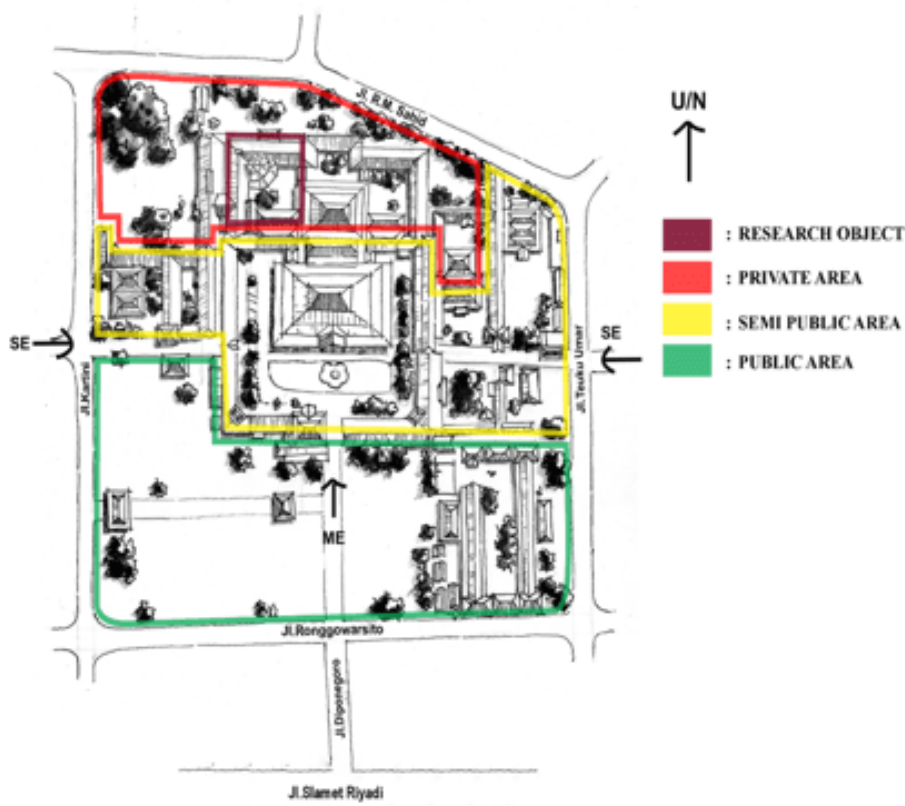 Jl. R.M. Sahid
U/N
: RESEARCH OBJECT
: PRIVATE AREA
: SEMI PUBLIC AREA
: PUBLIC AREA
SE
SE
Jl.Kartini
Jl.Teuku Umar
ME
Jl.Ronggowarsito
Jl.Diponegoro
Jl.Slamet Riyadi